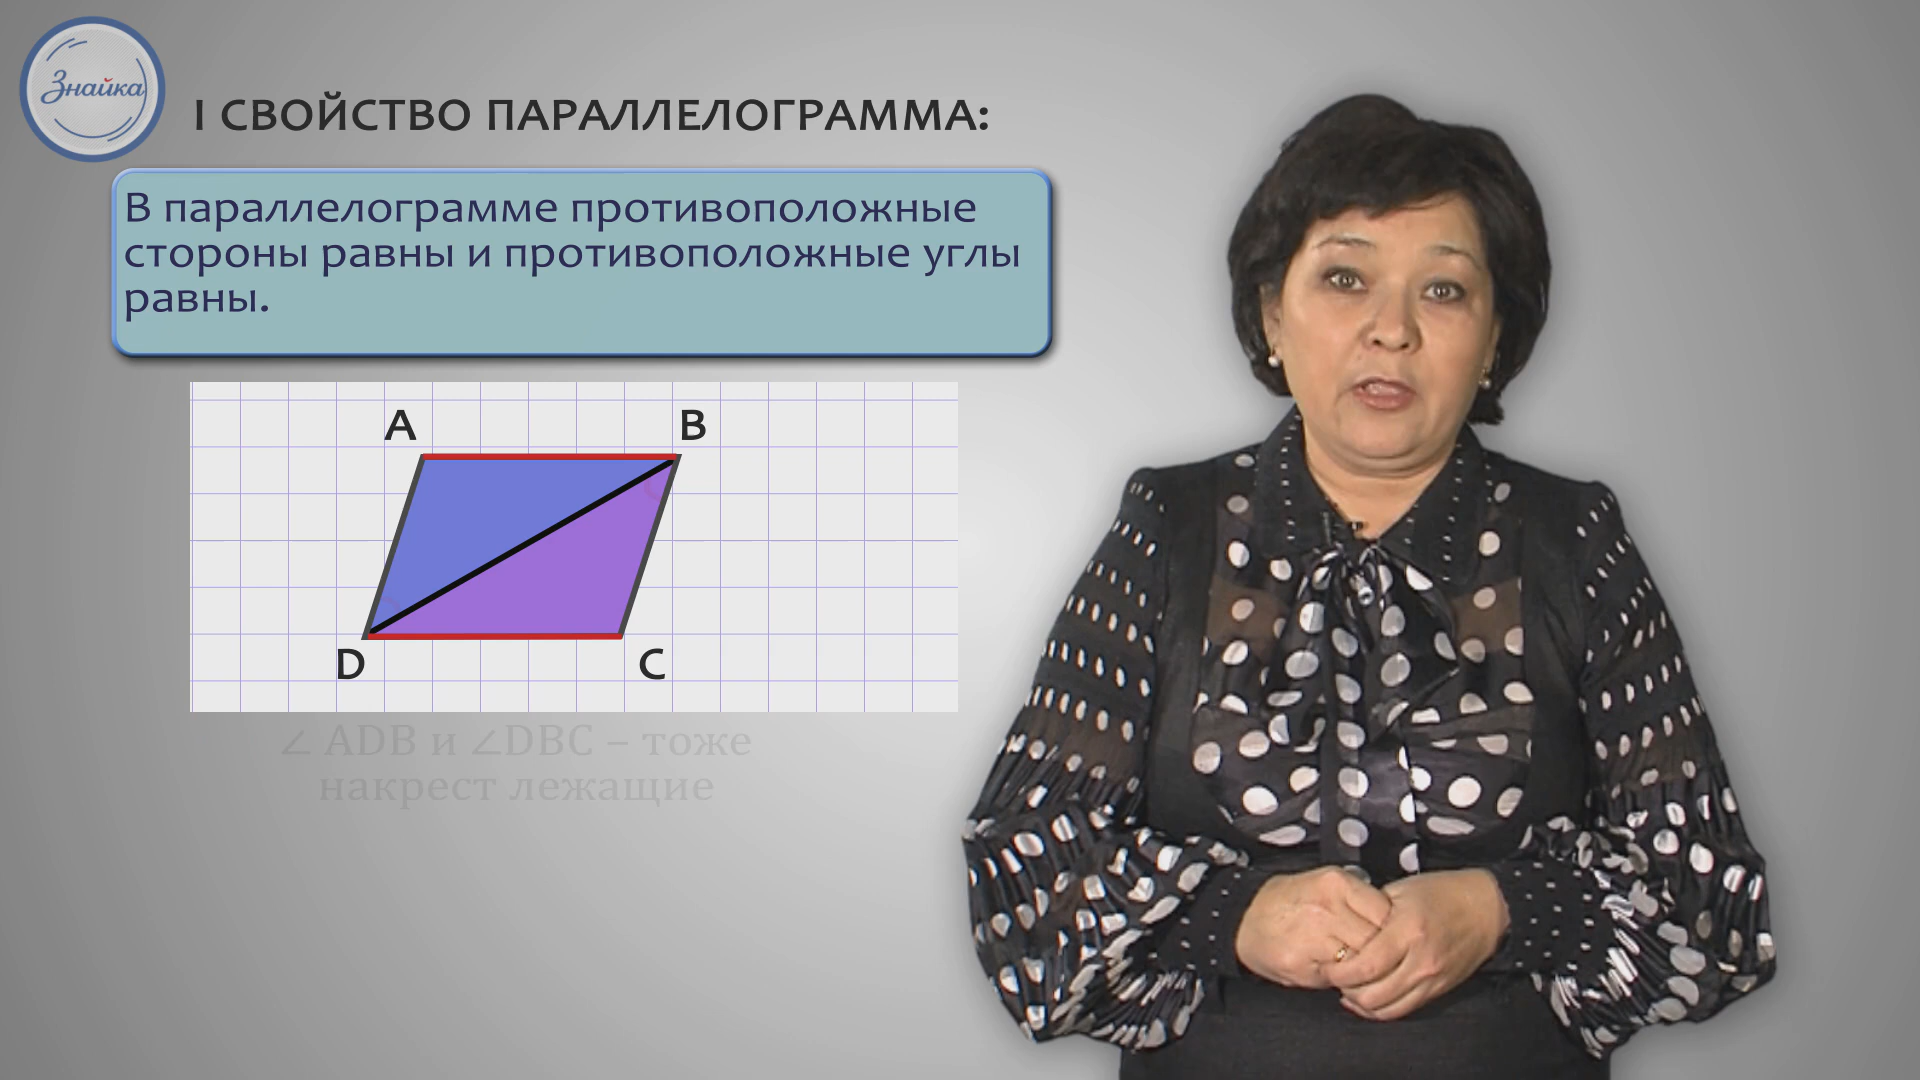 Знайка
I СВОЙСТВО ПАРАЛЛЕЛОГРАММА:
В параллелограмме противоположные
стороны равны и противоположные углы
равны.
A
B
D
C
∠ ADB и ∠DBC – тоже
накрест лежащие